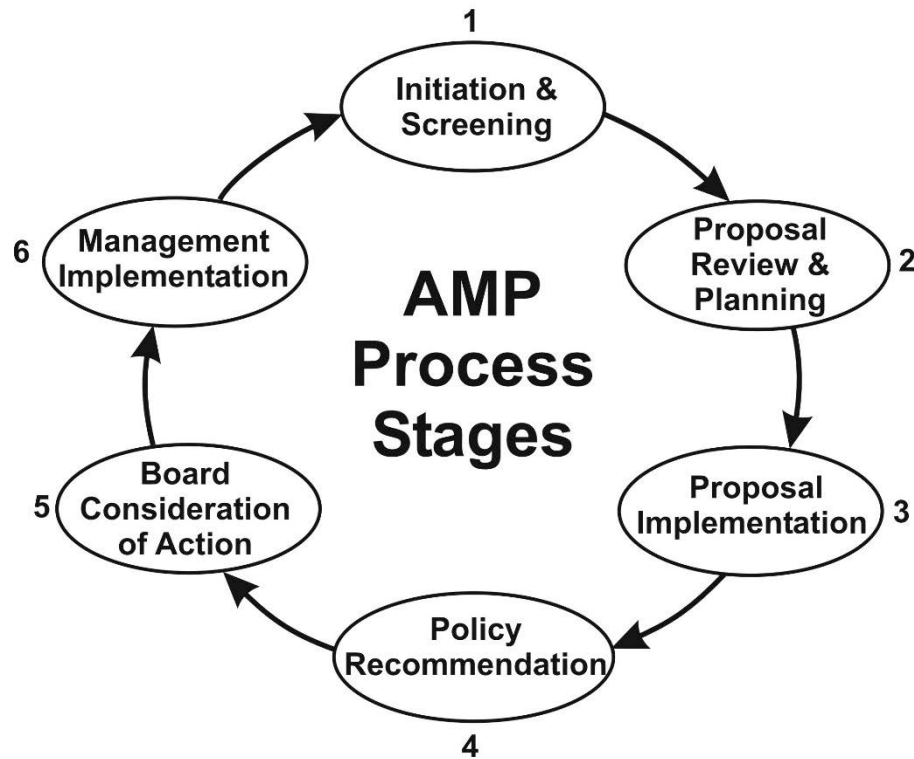 1
Initiation &
Screening
Proposal
Review &
Planning
2
Proposal
Implementation
3
Policy
Recommendation
4
Board
Consideration
of Action
5
Management
Implementation
6
AMP
Process
Stages